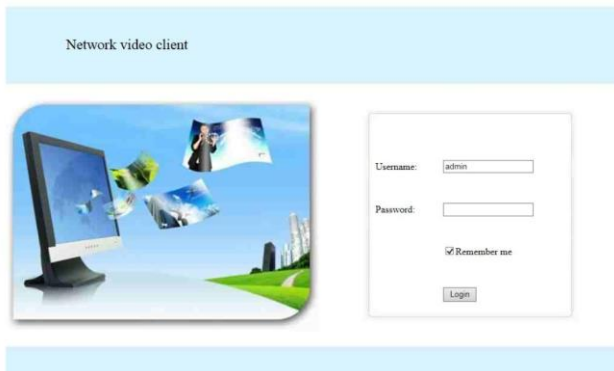 Network video client
Username: admin
Password:
Remember me
Login